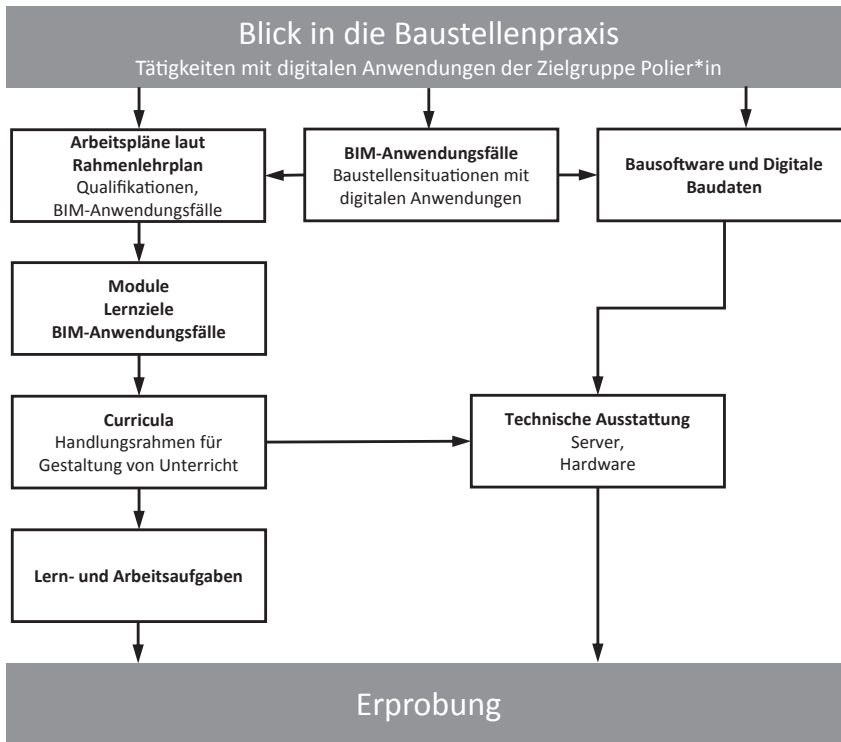 Blick in die Baustellenpraxis
Tätigkeiten mit digitalen Anwendungen der Zielgruppe Polier*in
Arbeitspläne laut
Rahmenlehrplan
Qualifikationen,
BIM-Anwendungsfälle
BIM-Anwendungsfälle
Baustellensituationen mit
digitalen Anwendungen
Bausoftware und Digitale
Baudaten
Module
Lernziele
BIM-Anwendungsfälle
Curricula
Handlungsrahmen für
Gestaltung von Unterricht
Technische Ausstattung
Server,
Hardware
Lern- und Arbeitsaufgaben
Erprobung